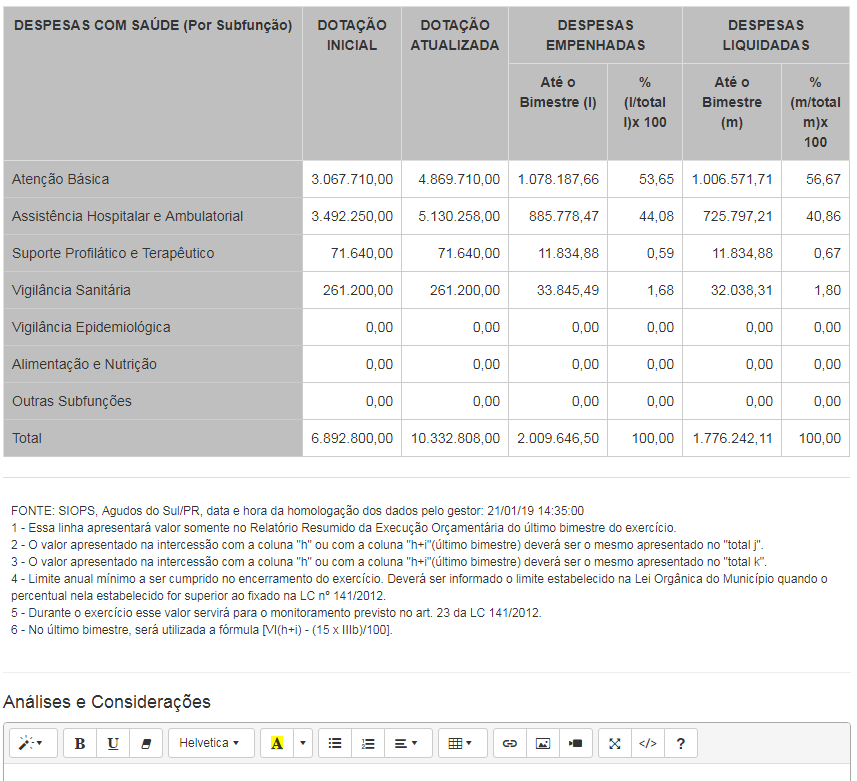 DESPESAS COM SAÚDE (Por Subfunção) DOTAÇÃO INICIAL DOTAÇÃO ATUALIZADA DESPESAS EMPENHADAS DESPESAS LIQUIDADAS
Até o Bimestre (l) % (l/total l)x 100 Até o Bimestre (m) % (m/total m)x 100
Atenção Básica 3.067.710,00 4.869.710,00 1.078.187,66 53,65 1.006.571,71 56,67
Assistência Hospitalar e Ambulatorial 3.492.250,00 5.130.258,00 885.778,47 44,08 725.797,21 40,86
Suporte Profilático e Terapêutico 71.640,00 71.640,00 11.834,88 0,59 11.834,88 0,67
Vigilância Sanitária 261.200,00 261.200,00 33.845,49 1,68 32.038,31 1,80
Vigilância Epidemiológica 0,00 0,00 0,00 0,00 0,00 0,00
Alimentação e Nutrição 0,00 0,00 0,00 0,00 0,00 0,00
Outras Subfunções 0,00 0,00 0,00 0,00 0,00 0,00
Total 6.892.800,00 10.332.808,00 2.009.646,50 100,00 1.776.242,11 100,00
FONTE: SIOPS, Agudos do Sul/PR, data e hora da homologação dos dados pelo gestor: 21/01/19 14:35:00
1 - Essa linha apresentará valor somente no Relatório Resumido da Execução Orçamentária do último bimestre do exercício.
2 - O valor apresentado na intercessão com a coluna "h" ou com a coluna "h+i"(último bimestre) deverá ser o mesmo apresentado no "total j".
3 - O valor apresentado na intercessão com a coluna "h" ou com a coluna "h+i"(último bimestre) deverá ser o mesmo apresentado no "total k".
4 - Limite anual mínimo a ser cumprido no encerramento do exercício. Deverá ser informado o limite estabelecido na Lei Orgânica do Município quando o
percentual nela estabelecido for superior ao fixado na LC nº 141/2012.
5 - Durante o exercício esse valor servirá para o monitoramento previsto no art. 23 da LC 141/2012.
6 - No último bimestre, será utilizada a fórmula [VI(h+i) - (15 x IIIb)/100].
Análises e Considerações
B U Helvetica A </> ?